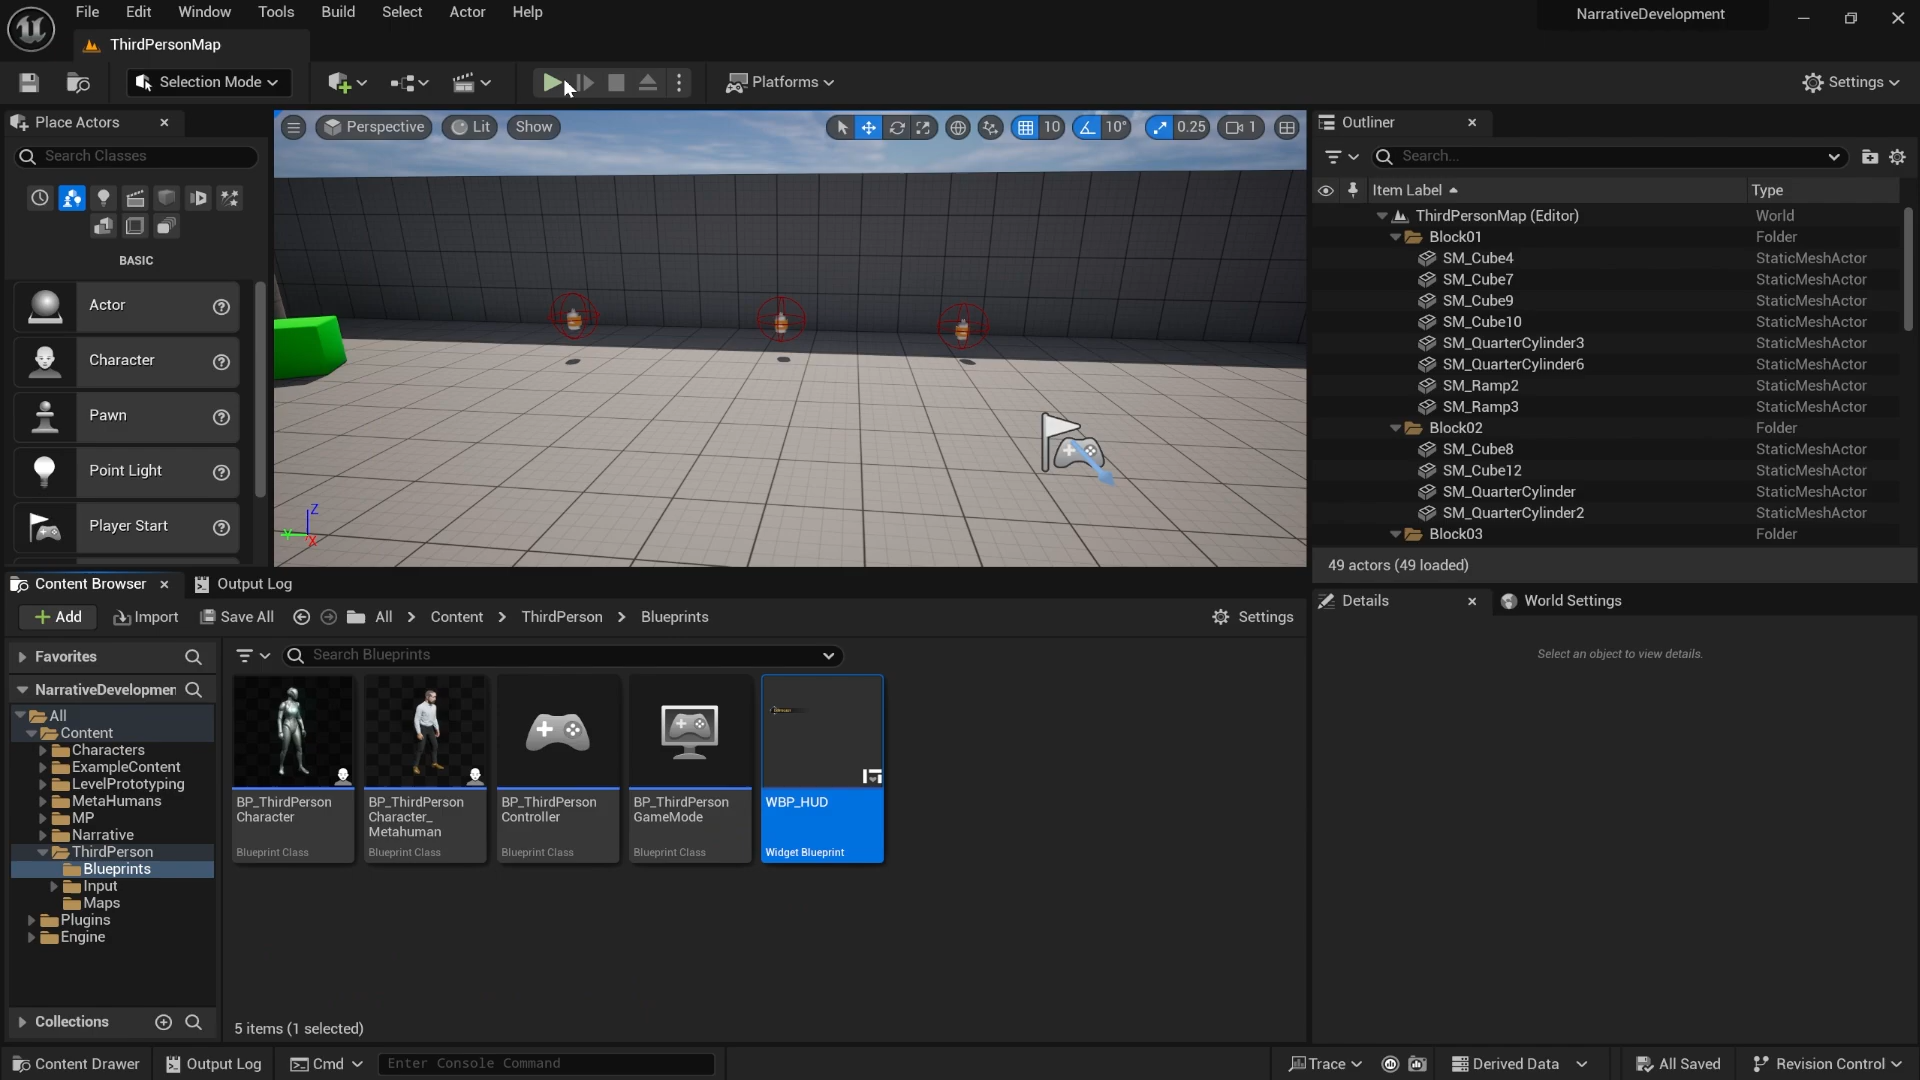 File Edit Window Tools Build Select Actor Help
NarrativeDevelopment
ThirdPersonMap
Selection Mode
Platforms
Settings
Place Actors
Search Classes
BASIC
Actor
Character
Pawn
Point Light
Player Start
Perspective Lit Show
10 10° 0.25 1
Z
X
Outliner
Search...
Item Label Type
ThirdPersonMap (Editor) World
Block01 Folder
SM_Cube4 StaticMeshActor
SM_Cube7 StaticMeshActor
SM_Cube9 StaticMeshActor
SM_Cube10 StaticMeshActor
SM_QuarterCylinder3 StaticMeshActor
SM_QuarterCylinder6 StaticMeshActor
SM_Ramp2 StaticMeshActor
SM_Ramp3 StaticMeshActor
Block02 Folder
SM_Cube8 StaticMeshActor
SM_Cube12 StaticMeshActor
SM_QuarterCylinder StaticMeshActor
SM_QuarterCylinder2 StaticMeshActor
Block03 Folder
49 actors (49 loaded)
Details World Settings
Select an object to view details.
Content Browser Output Log
Add Import Save All All Content ThirdPerson Blueprints Settings
Favorites
NarrativeDevelopmen
All
Content
Characters
ExampleContent
LevelPrototyping
MetaHumans
MP
Narrative
ThirdPerson
Blueprints
Input
Maps
Plugins
Engine
Collections
Search Blueprints
BP_ThirdPerson
Character
Blueprint Class
BP_ThirdPerson
Character_
Metahuman
Blueprint Class
BP_ThirdPerson
Controller
Blueprint Class
BP_ThirdPerson
GameMode
Blueprint Class
WBP_HUD
Widget Blueprint
5 items (1 selected)
Content Drawer Output Log Cmd Enter Console Command Trace Derived Data All Saved Revision Control